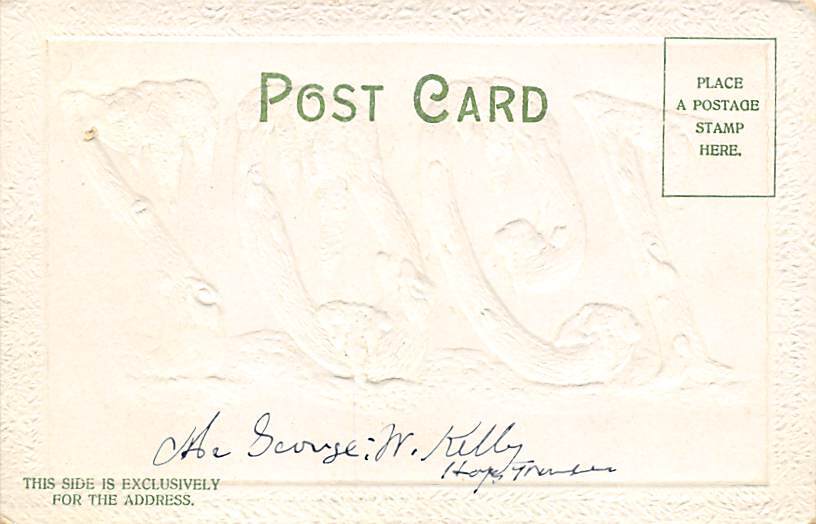 POST CARD
PLACE
A POSTAGE
STAMP
HERE.
George W. Kelly
THIS SIDE IS EXCLUSIVELY
FOR THE ADDRESS.